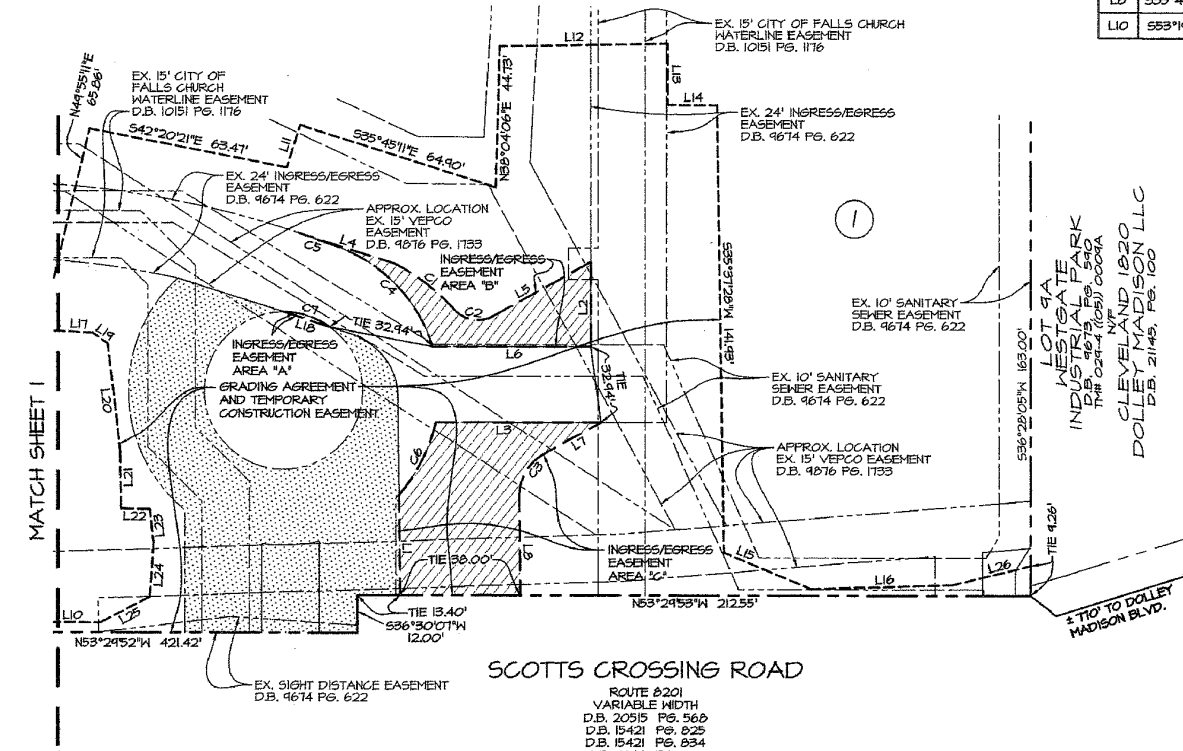 L10 S53°19
EX. 15' CITY OF FALLS CHURCH
WATERLINE EASEMENT
D.B. 10151 PG. 1176
L12
L13
L14
N49°55'11"E
65.86'
EX. 15' CITY OF
FALLS CHURCH
WATERLINE EASEMENT
D.B. 10151 PG. 1176
S42°20'21"E 63.47'
L11
S35°45'11"E 64.90'
N38°04'06"E 44.73'
EX. 24' INGRESS/EGRESS
EASEMENT
D.B. 9674 PG. 622
EX. 24' INGRESS/EGRESS
EASEMENT
D.B. 9674 PG. 622
APPROX. LOCATION
EX. 15' VEPCO
EASEMENT
D.B. 9876 PG. 1733
INGRESS/EGRESS
EASEMENT
AREA "B"
C5
L4
C4
L5
C2
L2
L6
1
S35°37'28"W 141.93'
EX. 10' SANITARY
SEWER EASEMENT
D.B. 9674 PG. 622
S36°28'05"W 163.00'
LOT 9A
WESTGATE
INDUSTRIAL PARK
D.B. 9673, PG. 590
TM# 029-4 ((05)) 0009A
N/F
CLEVELAND 1820
DOLLEY MADISON LLC
D.B. 21145, PG. 100
L17
L19
C7
L18
TIE 32.94'
INGRESS/EGRESS
EASEMENT
AREA "A"
GRADING AGREEMENT
AND TEMPORARY
CONSTRUCTION EASEMENT
TIE
32.94'
EX. 10' SANITARY
SEWER EASEMENT
D.B. 9674 PG. 622
MATCH SHEET 1
L20
L21
L22
L23
L24
L25
L10
C6
L3
L7
C3
L1
APPROX. LOCATION
EX. 15' VEPCO EASEMENT
D.B. 9876 PG. 1733
INGRESS/EGRESS
EASEMENT
AREA "C"
TIE 38.00'
L15
L16
L26
TIE 9.26'
N53°29'53"W 212.55'
TIE 13.40'
S36°30'07"W
12.00'
N53°29'52"W 421.42'
± 770' TO DOLLEY
MADISON BLVD.
EX. SIGHT DISTANCE EASEMENT
D.B. 9674 PG. 622
SCOTTS CROSSING ROAD
ROUTE 8201
VARIABLE WIDTH
D.B. 20515 PG. 568
D.B. 15421 PG. 825
D.B. 15421 PG. 834